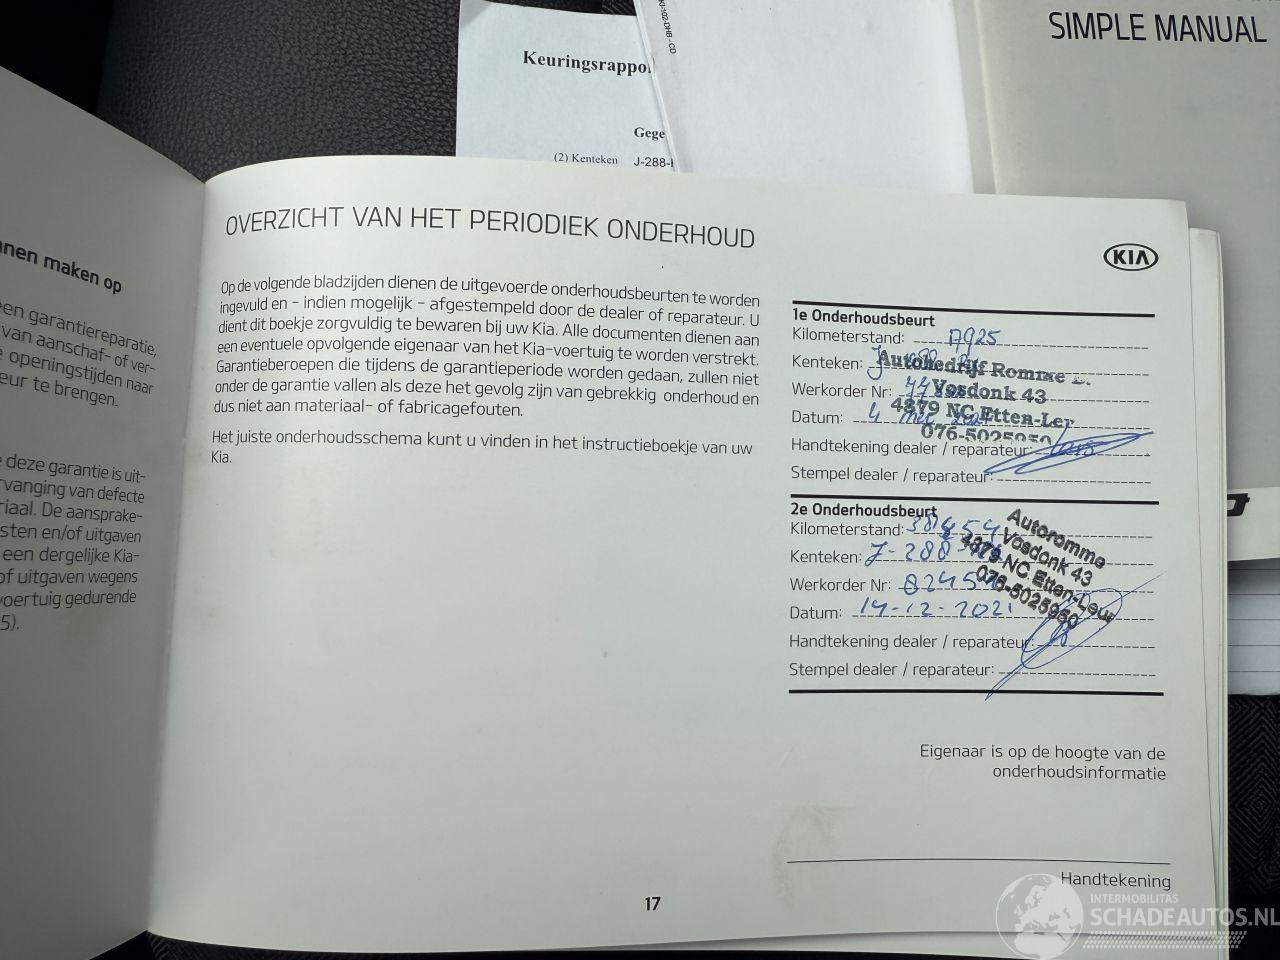 SIMPLE MANUAL
Keuringsrappo
Gege
(2) Kenteken J-288-
nnen maken op
een garantiereparatie,
van aanschaf- of ver-
e openingstijden naar
eur te brengen.
e deze garantie is uit-
rvanging van defecte
riaal. De aansprake-
sten en/of uitgaven
een dergelijke Kia-
of uitgaven wegens
voertuig gedurende
5).
OVERZICHT VAN HET PERIODIEK ONDERHOUD
Op de volgende bladzijden dienen de uitgevoerde onderhoudsbeurten te worden
ingevuld en - indien mogelijk - afgestempeld door de dealer of reparateur. U
dient dit boekje zorgvuldig te bewaren bij uw Kia. Alle documenten dienen aan
een eventuele opvolgende eigenaar van het Kia-voertuig te worden verstrekt.
Garantieberoepen die tijdens de garantieperiode worden gedaan, zullen niet
onder de garantie vallen als deze het gevolg zijn van gebrekkig onderhoud en
dus niet aan materiaal- of fabricagefouten.
Het juiste onderhoudsschema kunt u vinden in het instructieboekje van uw
Kia.
KIA
1e Onderhoudsbeurt
Kilometerstand:
Kenteken:
Autobedrijf Romme
Werkorder Nr:
Vosdonk 43
Datum: 4
4879 NC Etten-Leur
076-5025950
Handtekening dealer / reparateur:
Stempel dealer / reparateur:
2e Onderhoudsbeurt
Kilometerstand:
Autoromme
Vosdonk 43
Kenteken: J-288-
4879 NC Etten-Leur
Werkorder Nr:
076-5025950
Datum: 14-12-2021
Handtekening dealer / reparateur:
Stempel dealer / reparateur:
Eigenaar is op de hoogte van de
onderhoudsinformatie
Handtekening
17
INTERMOBILITAS
SCHADEAUTOS.NL